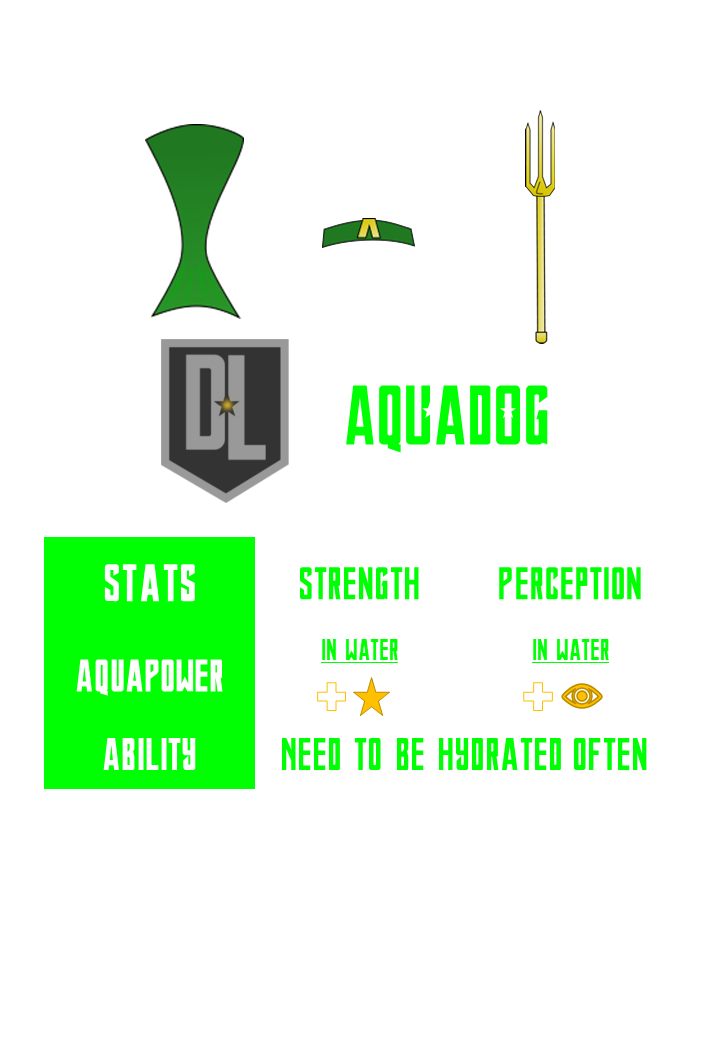 DL
AQUADOG
STATS STRENGTH PERCEPTION
AQUAPOWER IN WATER IN WATER
ABILITY NEED TO BE HYDRATED OFTEN